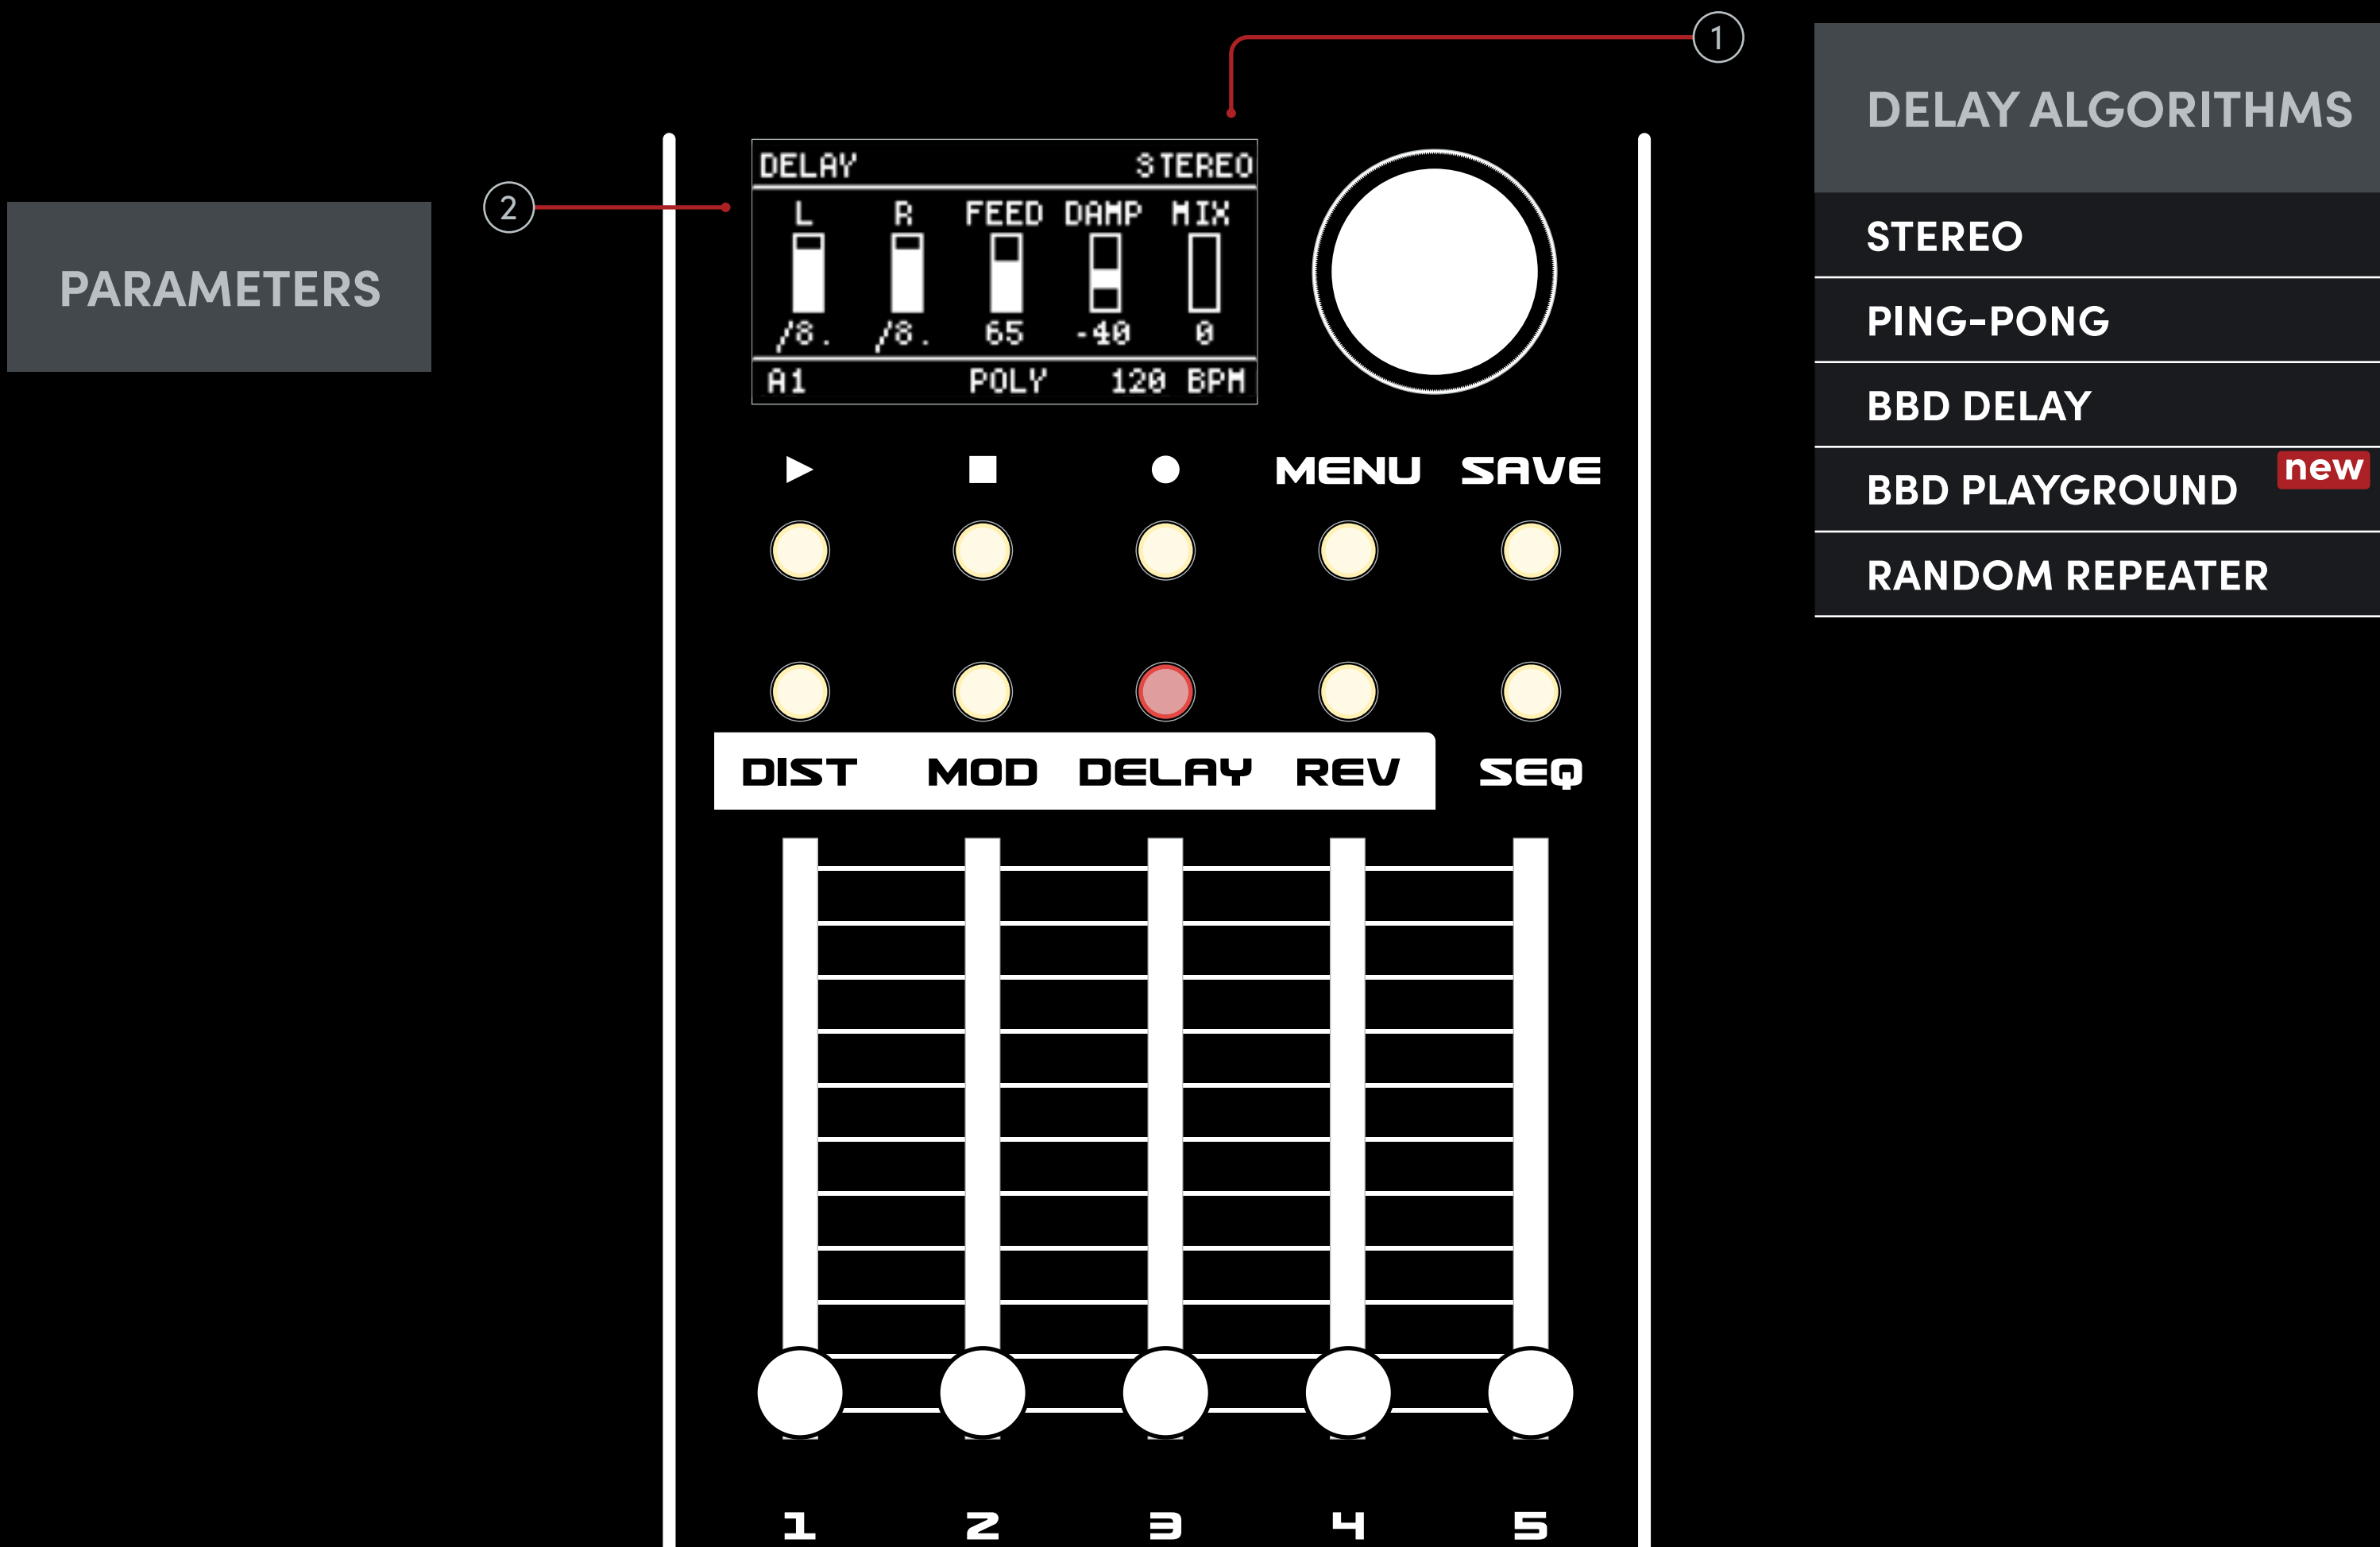 1
DELAY ALGORITHMS
STEREO
PING-PONG
BBD DELAY
BBD PLAYGROUND new
RANDOM REPEATER
2
PARAMETERS
DELAY STEREO
L R FEED DAMP MIX
/8. /8. 65 -40 0
A1 POLY 120 BPM
MENU SAVE
DIST MOD DELAY REV SEQ
1 2 3 4 5